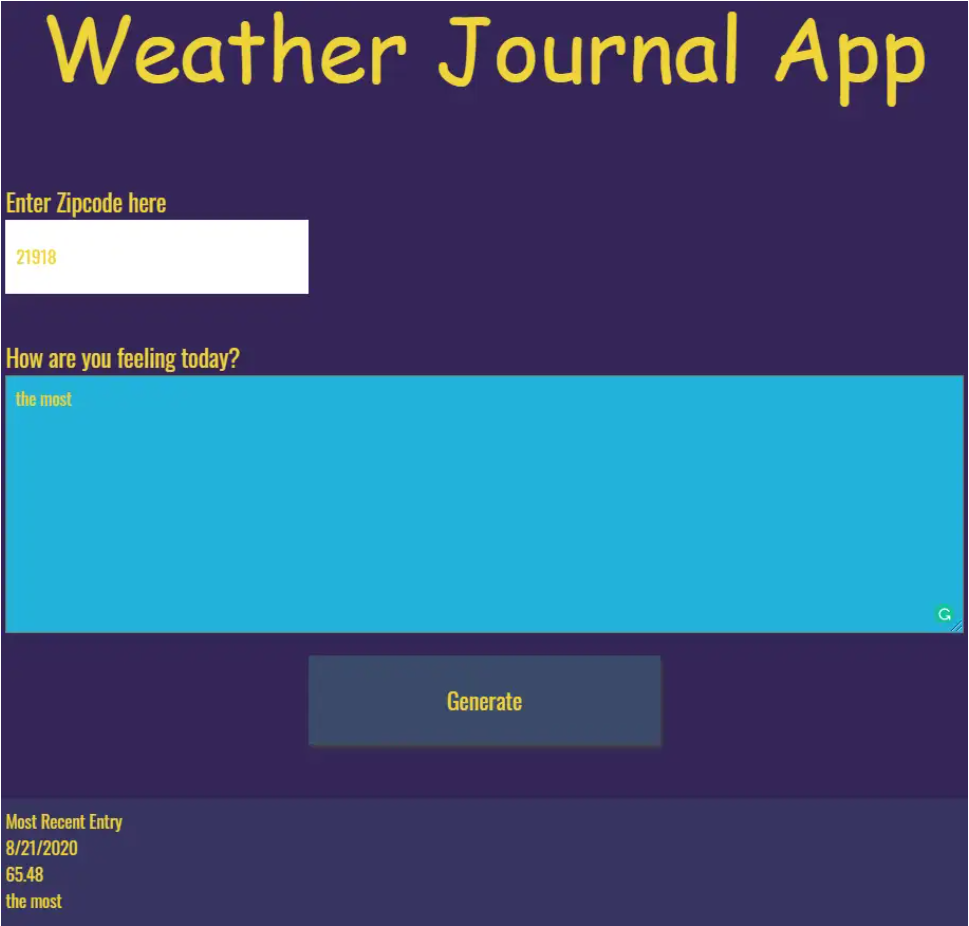 Weather Journal App
Enter Zipcode here
21918
How are you feeling today?
the most
G
Generate
Most Recent Entry
8/21/2020
65.48
the most